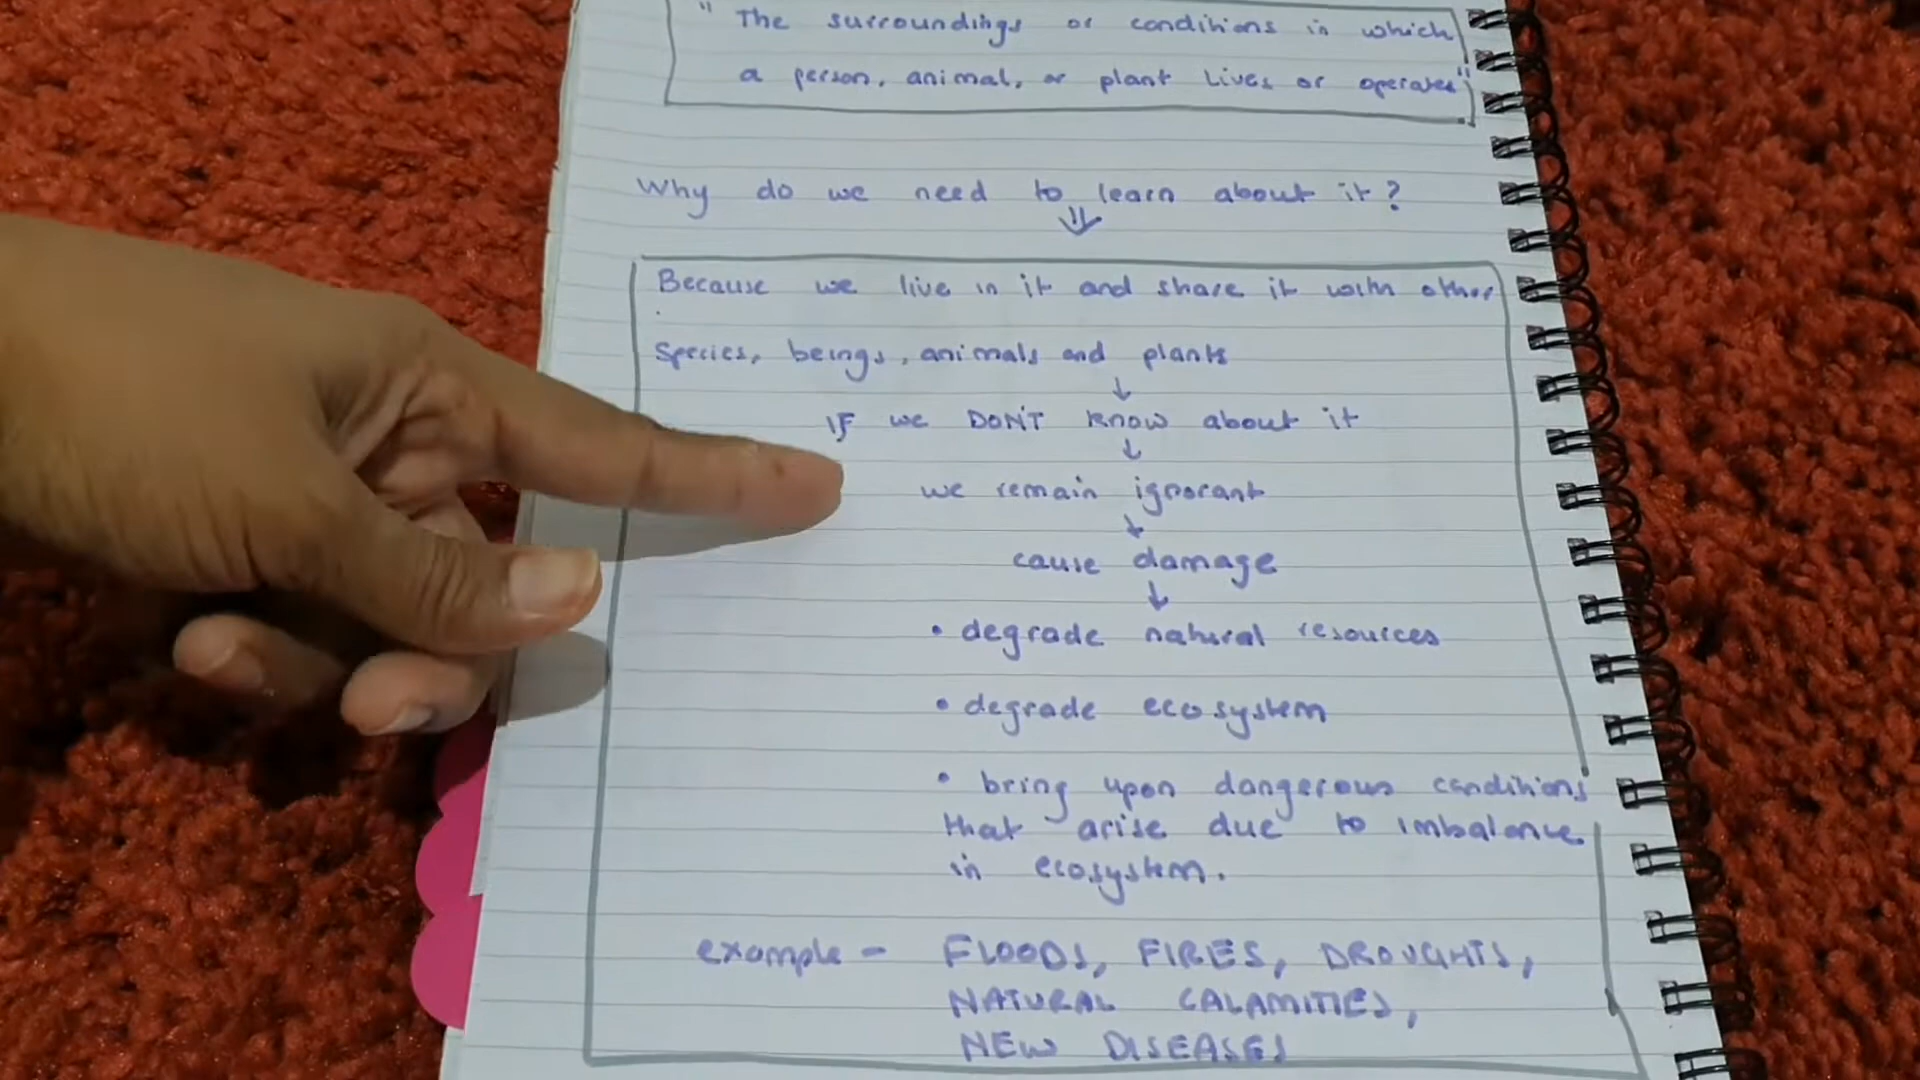 " The surroundings or conditions in which
a person, animal, or plant lives or operates"
Why do we need to learn about it?
Because we live in it and share it with other
species, beings, animals and plants
IF we DON'T know about it
we remain ignorant
cause damage
• degrade natural resources
• degrade ecosystem
• bring upon dangerous conditions
that arise due to imbalance
in ecosystem.
example - FLOODS, FIRES, DROUGHTS,
NATURAL CALAMITIES,
NEW DISEASES